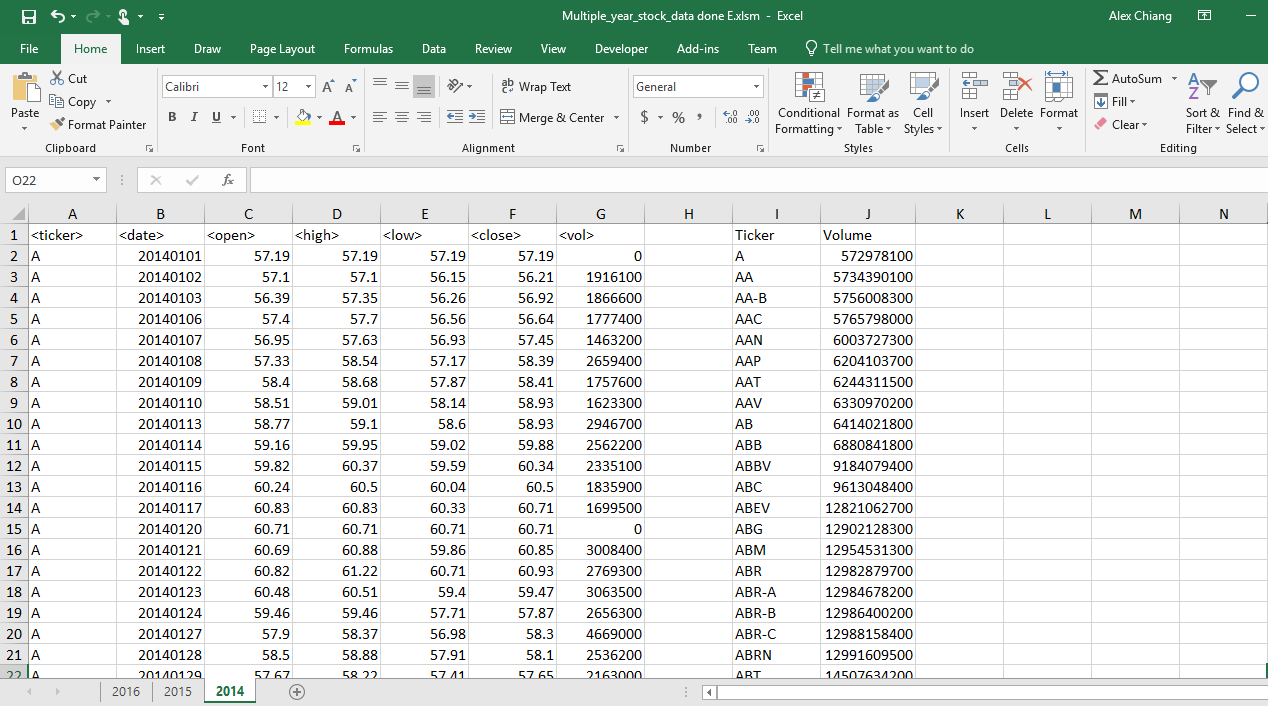 Multiple_year_stock_data done E.xlsm - Excel Alex Chiang
File Home Insert Draw Page Layout Formulas Data Review View Developer Add-ins Team Tell me what you want to do
Paste
Cut
Copy
Format Painter
Clipboard
Calibri 12
B I U
Font
Wrap Text
Merge & Center
Alignment
General
$ % ,
Number
Conditional Formatting
Format as Table
Cell Styles
Styles
Insert Delete Format
Cells
AutoSum
Fill
Clear
Sort & Filter
Find & Select
Editing
O22 fx
A B C D E F G H I J K L M N
1 <ticker> <date> <open> <high> <low> <close> <vol> Ticker Volume
2 A 20140101 57.19 57.19 57.19 57.19 0 A 572978100
3 A 20140102 57.1 57.1 56.15 56.21 1916100 AA 5734390100
4 A 20140103 56.39 57.35 56.26 56.92 1866600 AA-B 5756008300
5 A 20140106 57.4 57.7 56.56 56.64 1777400 AAC 5765798000
6 A 20140107 56.95 57.63 56.93 57.45 1463200 AAN 6003727300
7 A 20140108 57.33 58.54 57.17 58.39 2659400 AAP 6204103700
8 A 20140109 58.4 58.68 57.87 58.41 1757600 AAT 6244311500
9 A 20140110 58.51 59.01 58.14 58.93 1623300 AAV 6330970200
10 A 20140113 58.77 59.1 58.6 58.93 2946700 AB 6414021800
11 A 20140114 59.16 59.95 59.02 59.88 2562200 ABB 6880841800
12 A 20140115 59.82 60.37 59.59 60.34 2335100 ABBV 9184079400
13 A 20140116 60.24 60.5 60.04 60.5 1835900 ABC 9613048400
14 A 20140117 60.83 60.83 60.33 60.71 1699500 ABEV 12821062700
15 A 20140120 60.71 60.71 60.71 60.71 0 ABG 12902128300
16 A 20140121 60.69 60.88 59.86 60.85 3008400 ABM 12954531300
17 A 20140122 60.82 61.22 60.71 60.93 2769300 ABR 12982879700
18 A 20140123 60.48 60.51 59.4 59.47 3063500 ABR-A 12984678200
19 A 20140124 59.46 59.46 57.71 57.87 2656300 ABR-B 12986400200
20 A 20140127 57.9 58.37 56.98 58.3 4669000 ABR-C 12988158400
21 A 20140128 58.5 58.88 57.91 58.1 2536200 ABRN 12991609500
22 A 20140129 57.67 58.22 57.41 57.65 2163000 ABT 14507634200
2016 2015 2014